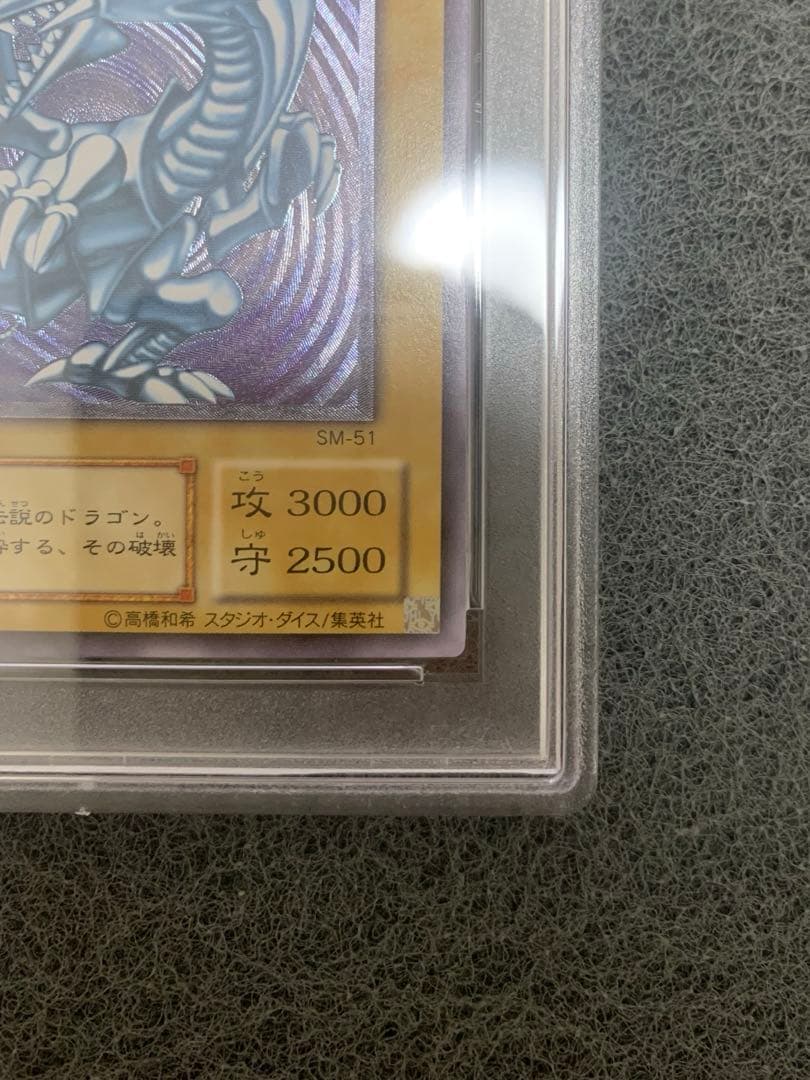 SM-51
説のドラゴン。
砕する、その破壊
こう
攻 3000
しゅ
守 2500
©高橋和希 スタジオ・ダイス/集英社